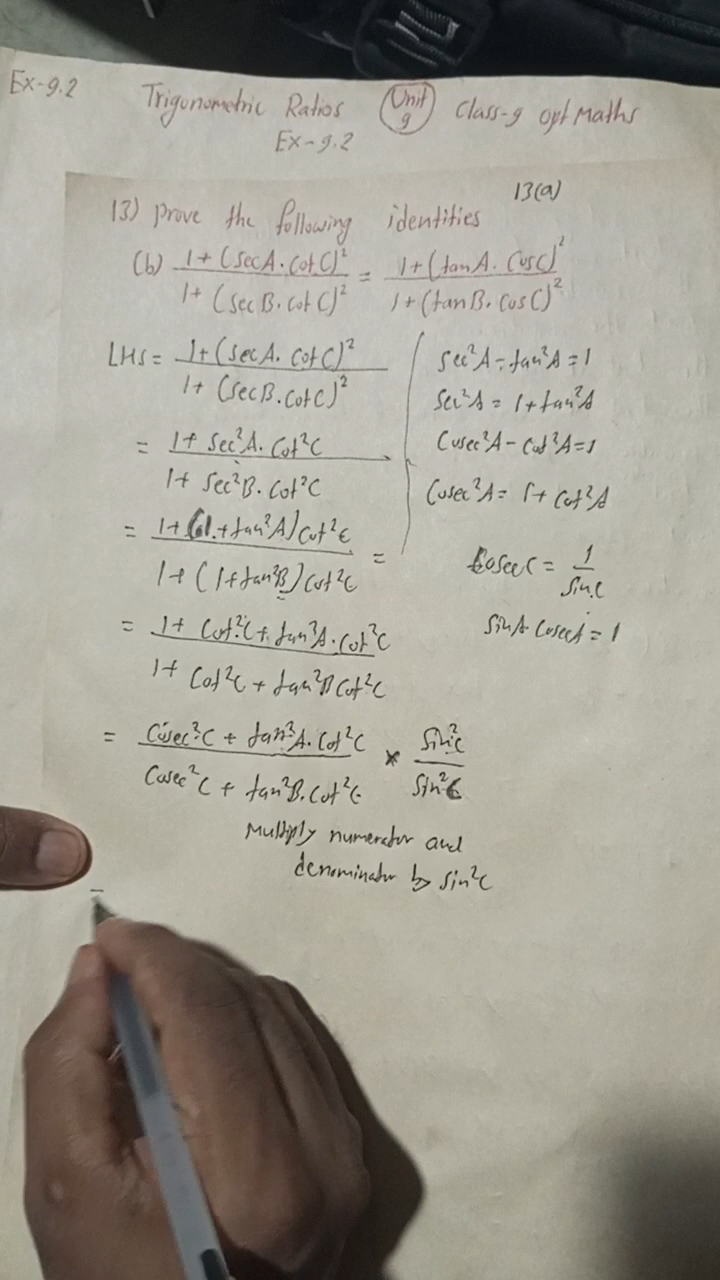 Ex-9.2
Trigonometric Ratios (Unit 9) Class-9 opt Maths
Ex-9.2
13(a)
13) prove the following identities
(b) 1+(secA.CotC)² / 1+(secB.cotC)² = 1+(tanA.CosC)² / 1+(tanB.CosC)²
LHS = 1+(secA.CotC)² / 1+(secB.CotC)²
= 1+sec²A.Cot²C / 1+sec²B.Cot²C
= 1+(1+tan²A)Cot²C / 1+(1+tan²B)Cot²C =
= 1+Cot²C+tan²A.Cot²C / 1+Cot²C+tan²BCot²C
= Cosec²C+tan²A.Cot²C / Cosec²C+tan²B.Cot²C × Sin²C / Sin²C
Multiply numerator and
denominator by Sin²C
=
sec²A-tan²A=1
Sec²A=1+tan²A
Cosec²A-Cot²A=1
Cosec²A=1+Cot²A
CosecC=1/Sin.C
SinA.CosecA=1